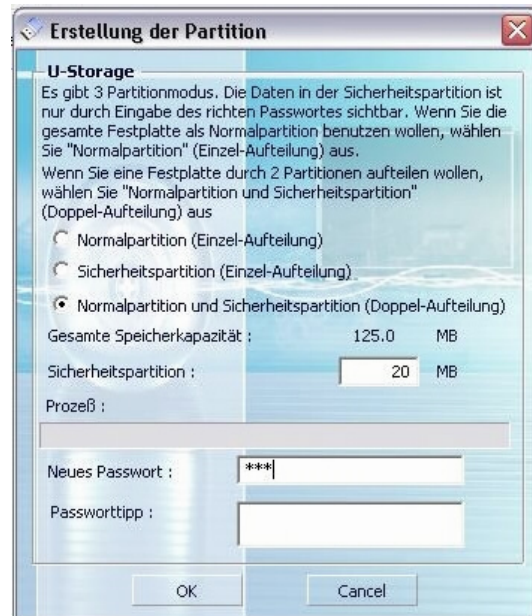 Erstellung der Partition
U-Storage
Es gibt 3 Partitionmodus. Die Daten in der Sicherheitspartition ist
nur durch Eingabe des richten Passwortes sichtbar. Wenn Sie die
gesamte Festplatte als Normalpartition benutzen wollen, wählen
Sie "Normalpartition" (Einzel-Aufteilung) aus.
Wenn Sie eine Festplatte durch 2 Partitionen aufteilen wollen,
wählen Sie "Normalpartition und Sicherheitspartition"
(Doppel-Aufteilung) aus
Normalpartition (Einzel-Aufteilung)
Sicherheitspartition (Einzel-Aufteilung)
Normalpartition und Sicherheitspartition (Doppel-Aufteilung)
Gesamte Speicherkapazität : 125.0 MB
Sicherheitspartition : 20 MB
Prozeß :
Neues Passwort : ***
Passworttipp :
OK Cancel